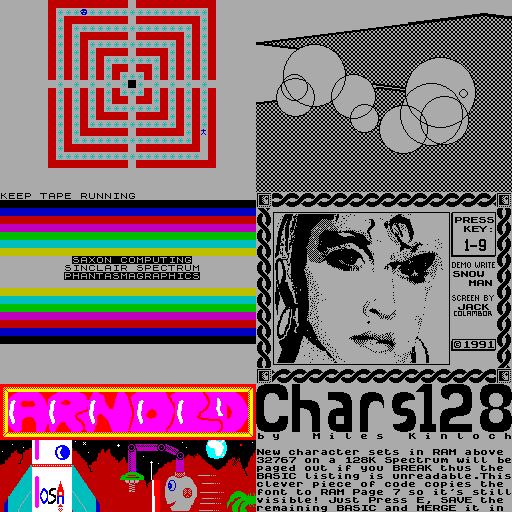 KEEP TAPE RUNNING
SAXON COMPUTING
SINCLAIR SPECTRUM
PHANTASMAGRAPHICS
PRESS
KEY:
1-9
DEMO WRITE
SNOW
MAN
SCREEN BY
JACK
COLAMBOR
©1991
ARNOLD
OSA
Chars128
by Miles Kinloch
New character sets in RAM above
32767 on a 128K Spectrum will be
paged out if you BREAK thus the
BASIC listing is unreadable.This
clever piece of code copies the
font to RAM Page 7 so it's still
visible! Just Press E, SAVE the
remaining BASIC and MERGE it in